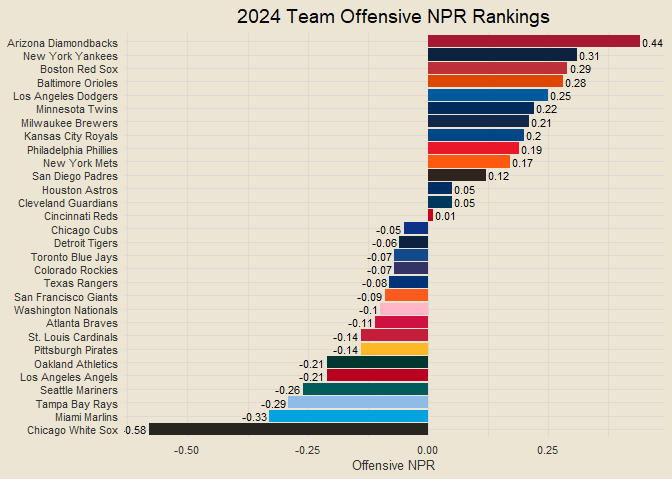 2024 Team Offensive NPR Rankings
Arizona Diamondbacks 0.44
New York Yankees 0.31
Boston Red Sox 0.29
Baltimore Orioles 0.28
Los Angeles Dodgers 0.25
Minnesota Twins 0.22
Milwaukee Brewers 0.21
Kansas City Royals 0.2
Philadelphia Phillies 0.19
New York Mets 0.17
San Diego Padres 0.12
Houston Astros 0.05
Cleveland Guardians 0.05
Cincinnati Reds 0.01
Chicago Cubs -0.05
Detroit Tigers -0.06
Toronto Blue Jays -0.07
Colorado Rockies -0.07
Texas Rangers -0.08
San Francisco Giants -0.09
Washington Nationals -0.1
Atlanta Braves -0.11
St. Louis Cardinals -0.14
Pittsburgh Pirates -0.14
Oakland Athletics -0.21
Los Angeles Angels -0.21
Seattle Mariners -0.26
Tampa Bay Rays -0.29
Miami Marlins -0.33
Chicago White Sox -0.58
-0.50 -0.25 0.00 0.25
Offensive NPR